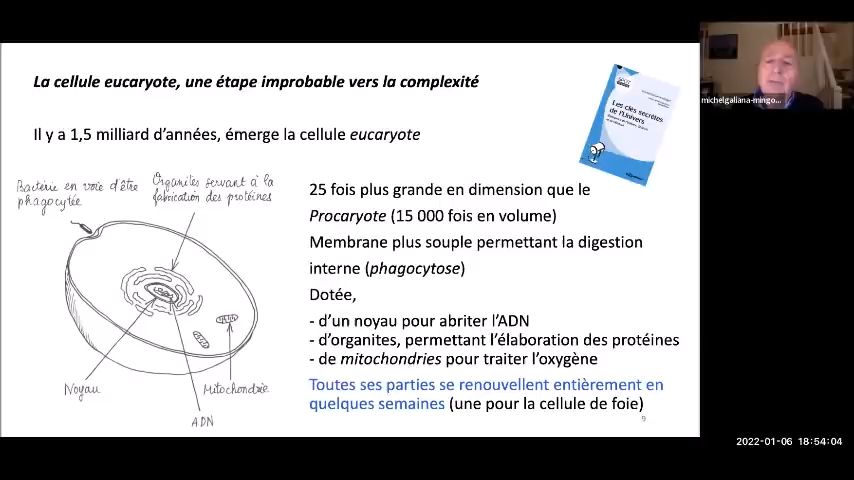 La cellule eucaryote, une étape improbable vers la complexité
Il y a 1,5 milliard d'années, émerge la cellule eucaryote
Les clés secrètes
de l'Univers
michelgaliana-mingo...
Bactérie en voie d'être
phagocytée
Organites servant à la
fabrication des protéines
Noyau
Mitochondrie
ADN
25 fois plus grande en dimension que le
Procaryote (15 000 fois en volume)
Membrane plus souple permettant la digestion
interne (phagocytose)
Dotée,
- d'un noyau pour abriter l'ADN
- d'organites, permettant l'élaboration des protéines
- de mitochondries pour traiter l'oxygène
Toutes ses parties se renouvellent entièrement en
quelques semaines (une pour la cellule de foie)
9
2022-01-06 18:54:04